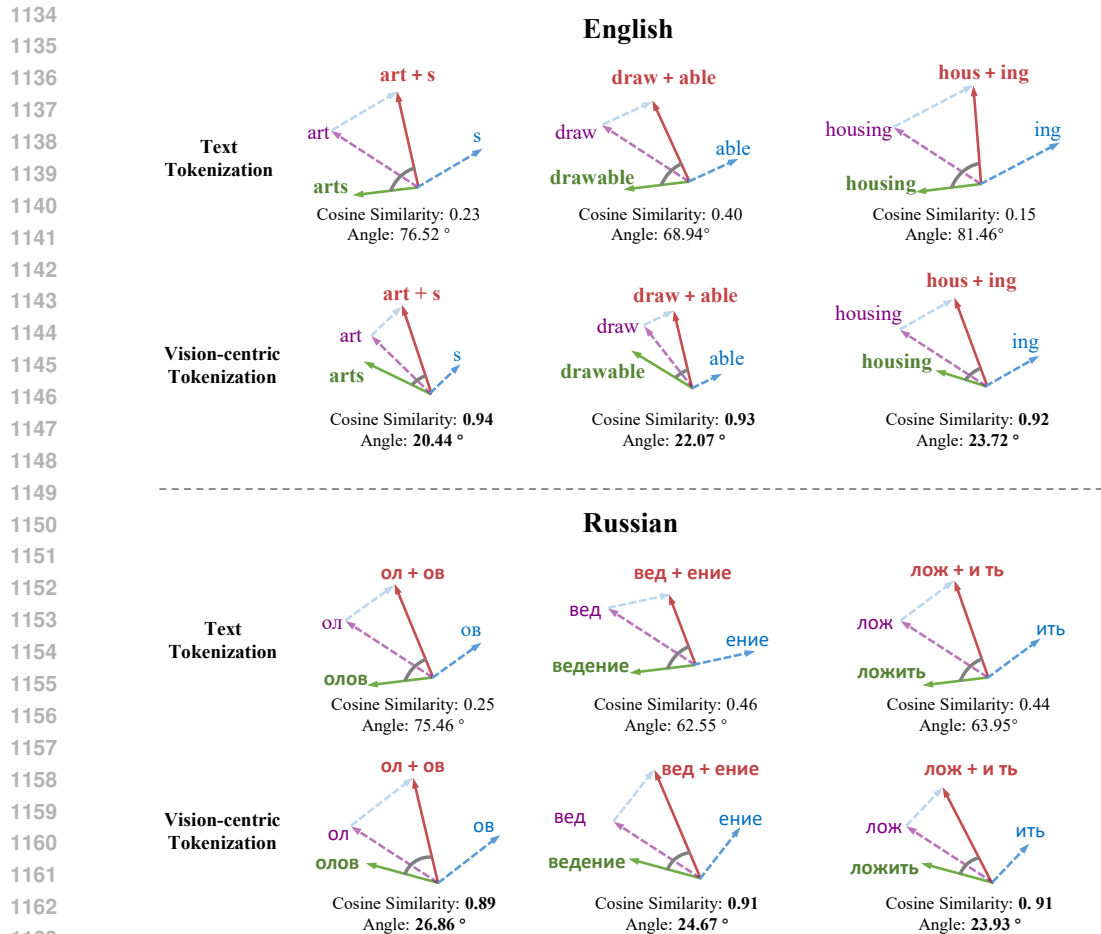 1134
1135
1136
1137
1138
1139
1140
1141
1142
1143
1144
1145
1146
1147
1148
1149
1150
1151
1152
1153
1154
1155
1156
1157
1158
1159
1160
1161
1162
English
Text
Tokenization
art + s
art
s
arts
Cosine Similarity: 0.23
Angle: 76.52 °
draw + able
draw
able
drawable
Cosine Similarity: 0.40
Angle: 68.94°
hous + ing
housing
ing
housing
Cosine Similarity: 0.15
Angle: 81.46°
Vision-centric
Tokenization
art + s
art
s
arts
Cosine Similarity: 0.94
Angle: 20.44 °
draw + able
draw
able
drawable
Cosine Similarity: 0.93
Angle: 22.07 °
hous + ing
housing
ing
housing
Cosine Similarity: 0.92
Angle: 23.72 °
Russian
Text
Tokenization
ол + ов
ол
ов
олов
Cosine Similarity: 0.25
Angle: 75.46 °
вед + ение
вед
ение
ведение
Cosine Similarity: 0.46
Angle: 62.55 °
лож + и ть
лож
ить
ложить
Cosine Similarity: 0.44
Angle: 63.95°
Vision-centric
Tokenization
ол + ов
ол
ов
олов
Cosine Similarity: 0.89
Angle: 26.86 °
вед + ение
вед
ение
ведение
Cosine Similarity: 0.91
Angle: 24.67 °
лож + и ть
лож
ить
ложить
Cosine Similarity: 0. 91
Angle: 23.93 °